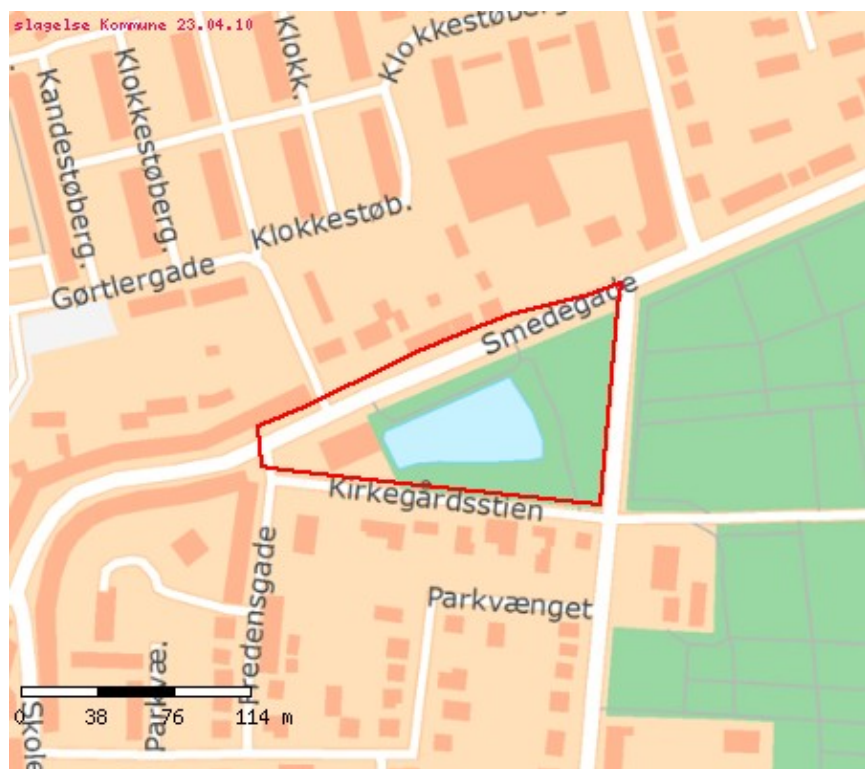 slagelse Kommune 23.04.10
Klokkestøberg.
Klokk.
Klokkestøberg.
Kandestøberg.
Klokkestøb.
Gørtlergade
Smedegade
Kirkegårdsstien
Fredensgade
Parkvænget
Parkvæ.
Skole
0 38 76 114 m